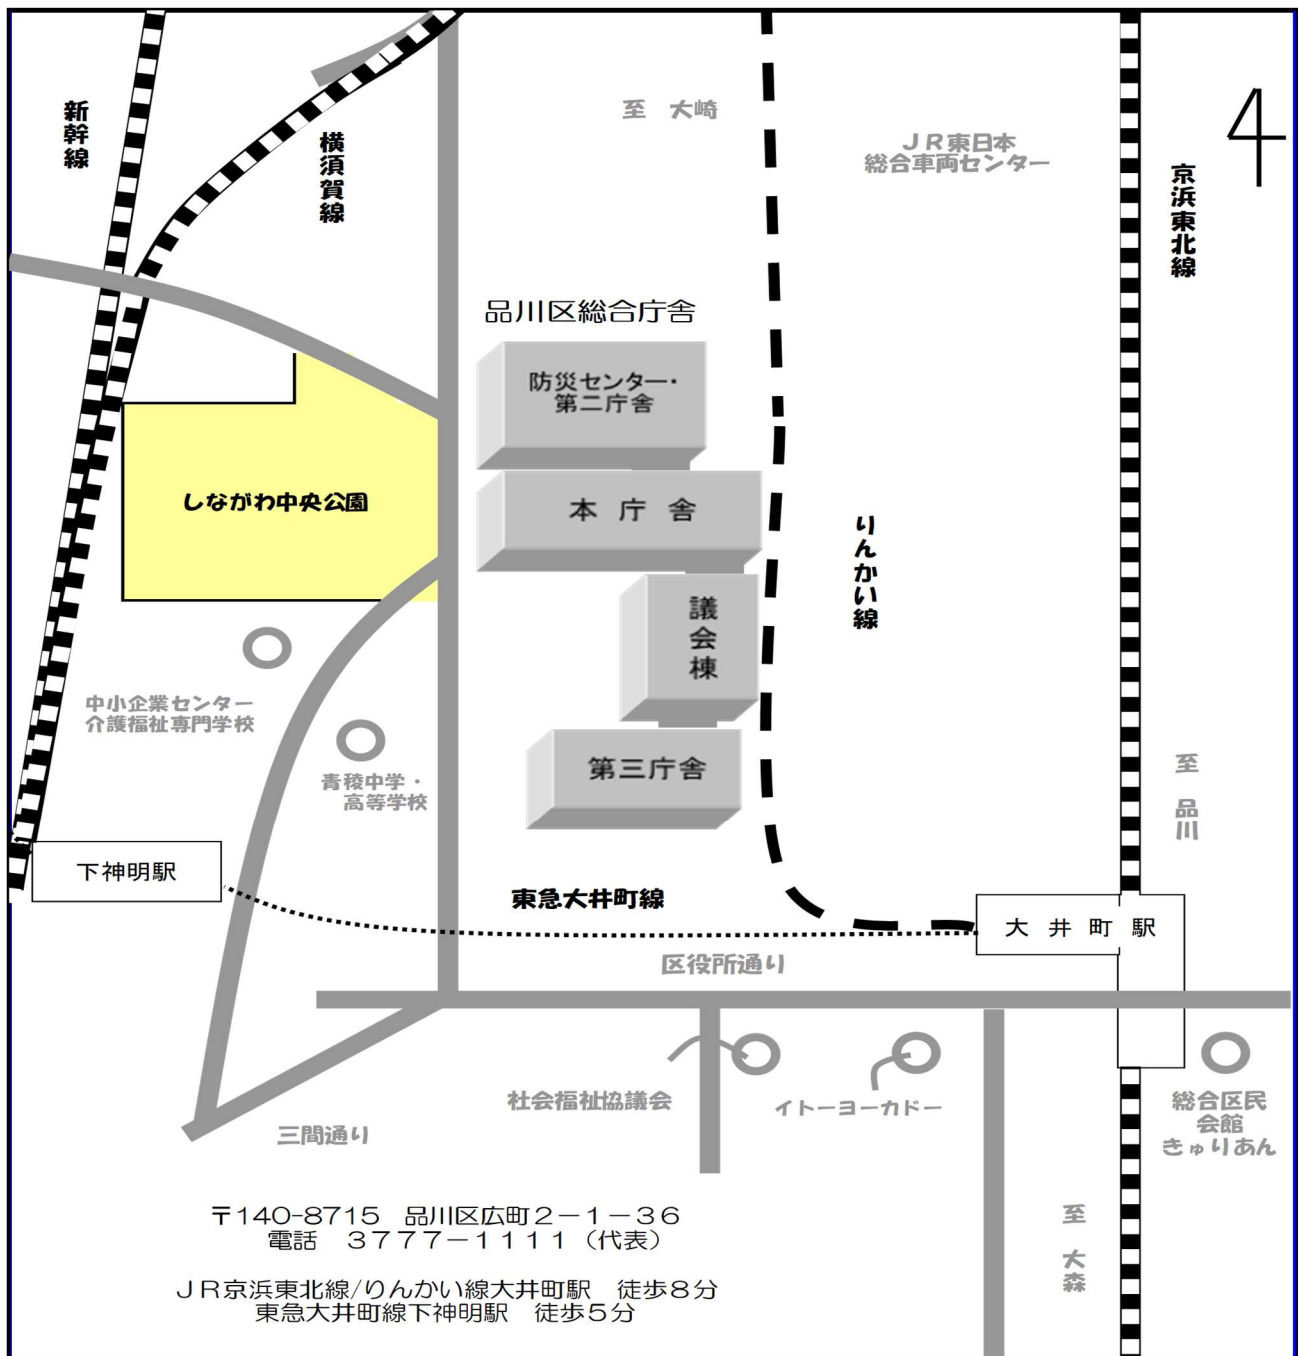 新幹線
横須賀線
至 大崎
ＪＲ東日本
総合車両センター
京浜東北線
品川区総合庁舎
防災センター・
第二庁舎
本庁舎
しながわ中央公園
りんかい線
議会棟
中小企業センター
介護福祉専門学校
青稜中学・
高等学校
第三庁舎
至 品川
下神明駅
東急大井町線
大井町駅
区役所通り
社会福祉協議会
イトーヨーカドー
総合区民
会館
きゅりあん
三間通り
〒140-8715 品川区広町２－１－３６
電話 ３７７７－１１１１（代表）
至 大森
ＪＲ京浜東北線/りんかい線大井町駅 徒歩８分
東急大井町線下神明駅 徒歩５分